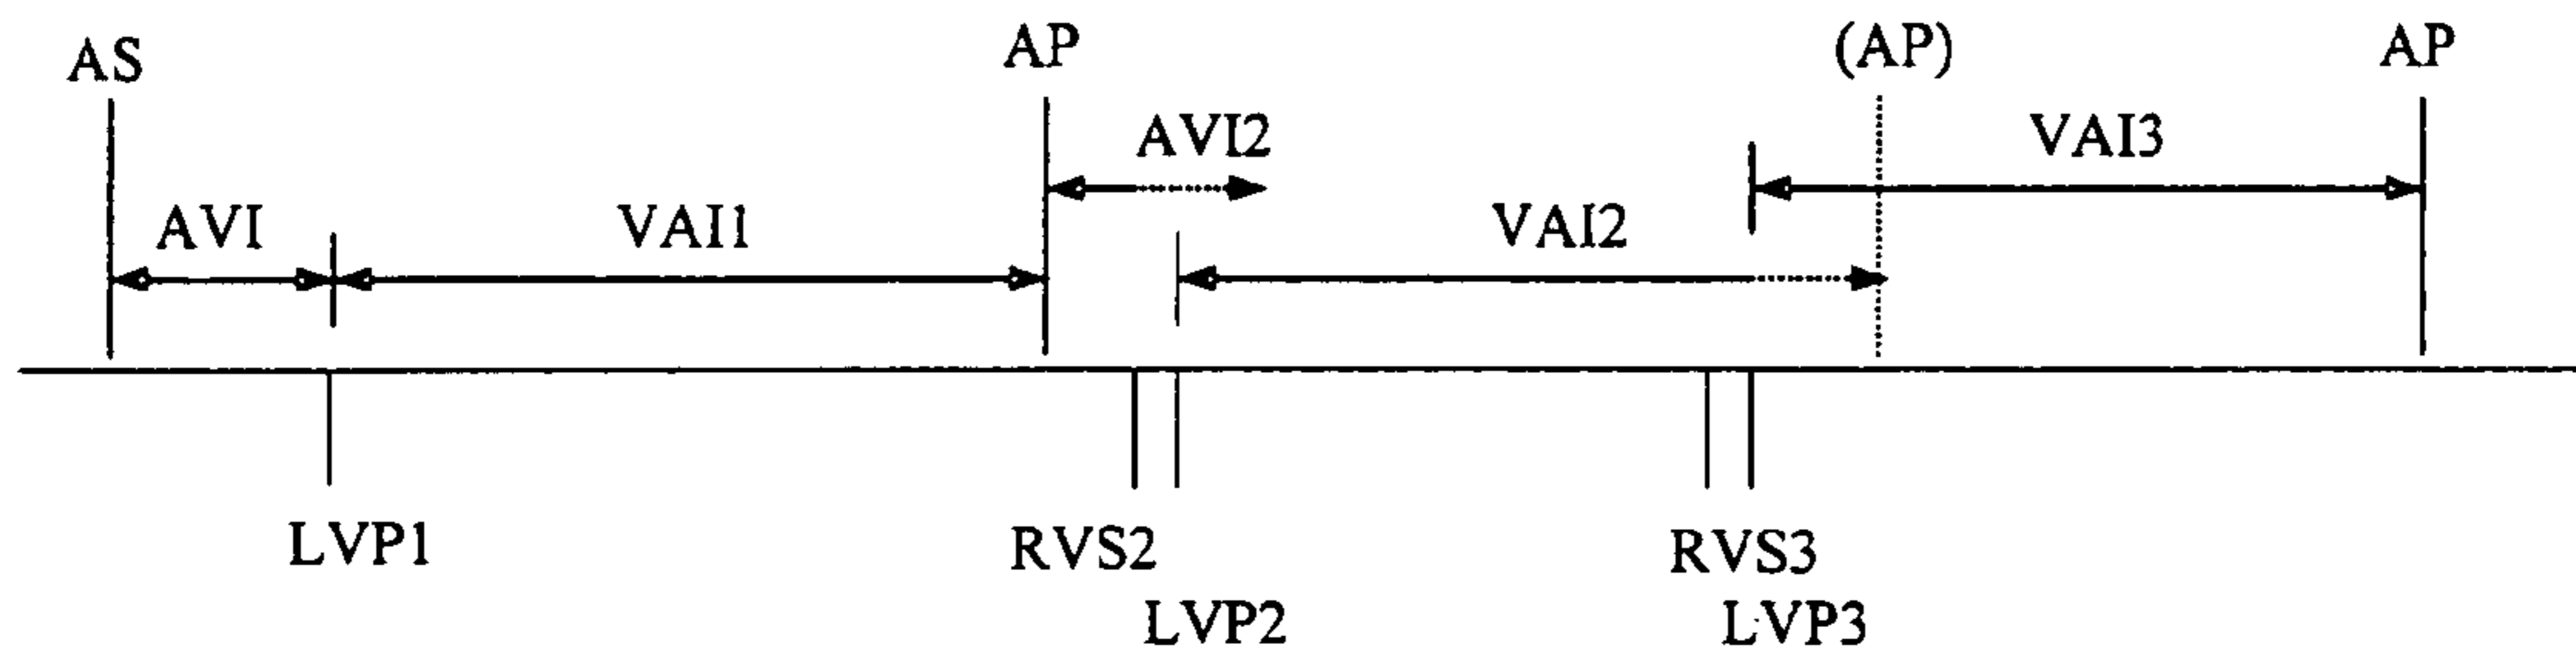 AS
AP
(AP)
AP
AVI2
VAI3
AVI
VAI1
VAI2
LVP1
RVS2
RVS3
LVP2
LVP3